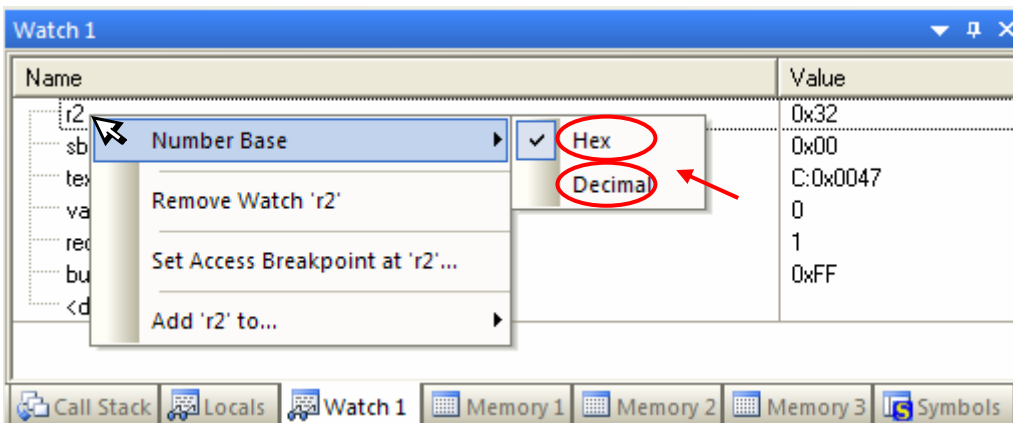 Watch 1
Name Value
r2 0x32
Number Base
Hex
sb 0x00
Decimal
tex C:0x0047
Remove Watch 'r2'
va 0
rec 1
Set Access Breakpoint at 'r2'...
bu 0xFF
<d
Add 'r2' to...
Call Stack Locals Watch 1 Memory 1 Memory 2 Memory 3 Symbols